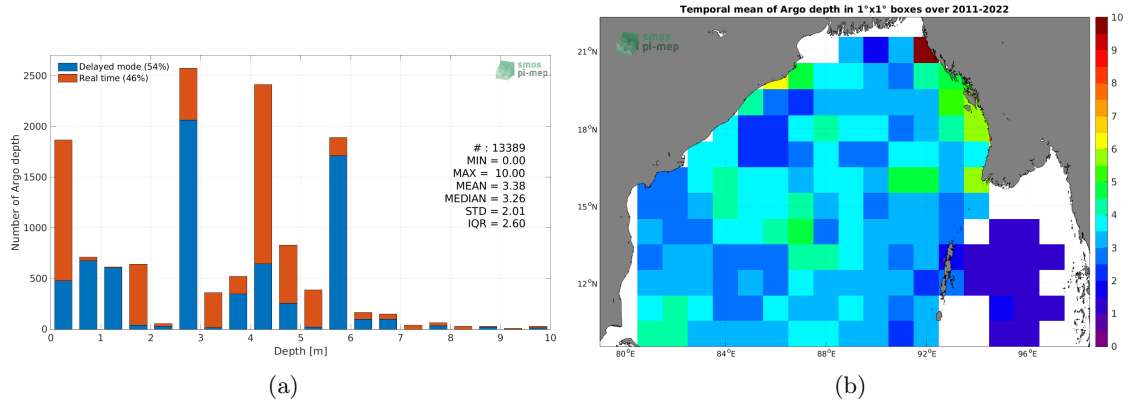 Delayed mode (54%)
Real time (46%)
smos
pi-mep
# : 13389
MIN = 0.00
MAX = 10.00
MEAN = 3.38
MEDIAN = 3.26
STD = 2.01
IQR = 2.60
Number of Argo depth
2500
2000
1500
1000
500
0
0 1 2 3 4 5 6 7 8 9 10
Depth [m]
(a)
Temporal mean of Argo depth in 1°x1° boxes over 2011-2022
smos
pi-mep
21°N
18°N
15°N
12°N
80°E 84°E 88°E 92°E 96°E
10
9
8
7
6
5
4
3
2
1
0
(b)